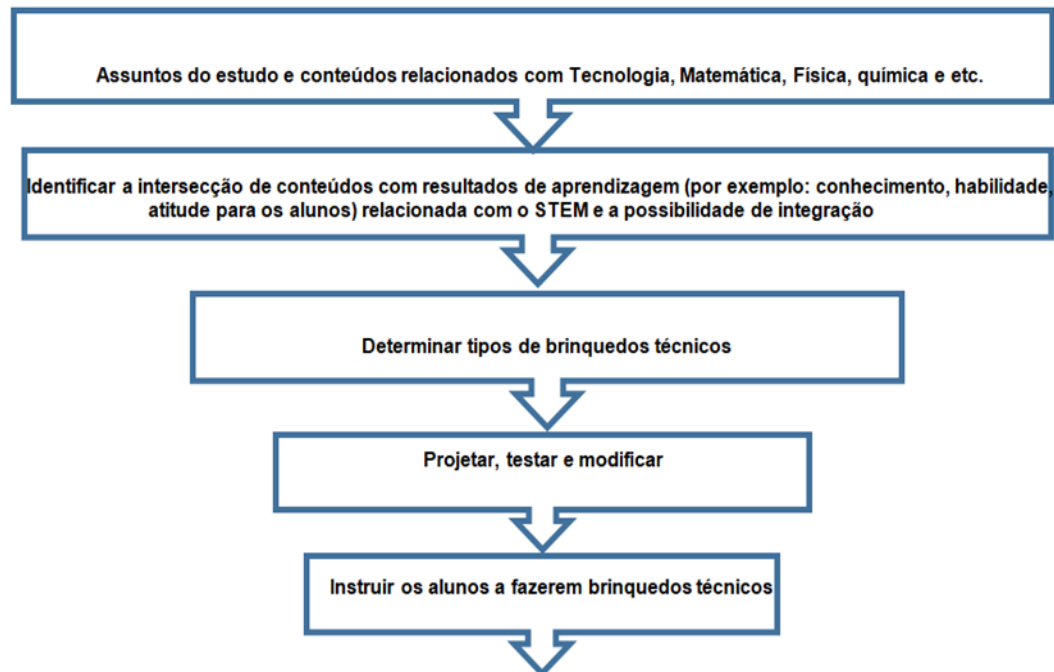 Assuntos do estudo e conteúdos relacionados com Tecnologia, Matemática, Física, química e etc.
Identificar a intersecção de conteúdos com resultados de aprendizagem (por exemplo: conhecimento, habilidade,
atitude para os alunos) relacionada com o STEM e a possibilidade de integração
Determinar tipos de brinquedos técnicos
Projetar, testar e modificar
Instruir os alunos a fazerem brinquedos técnicos